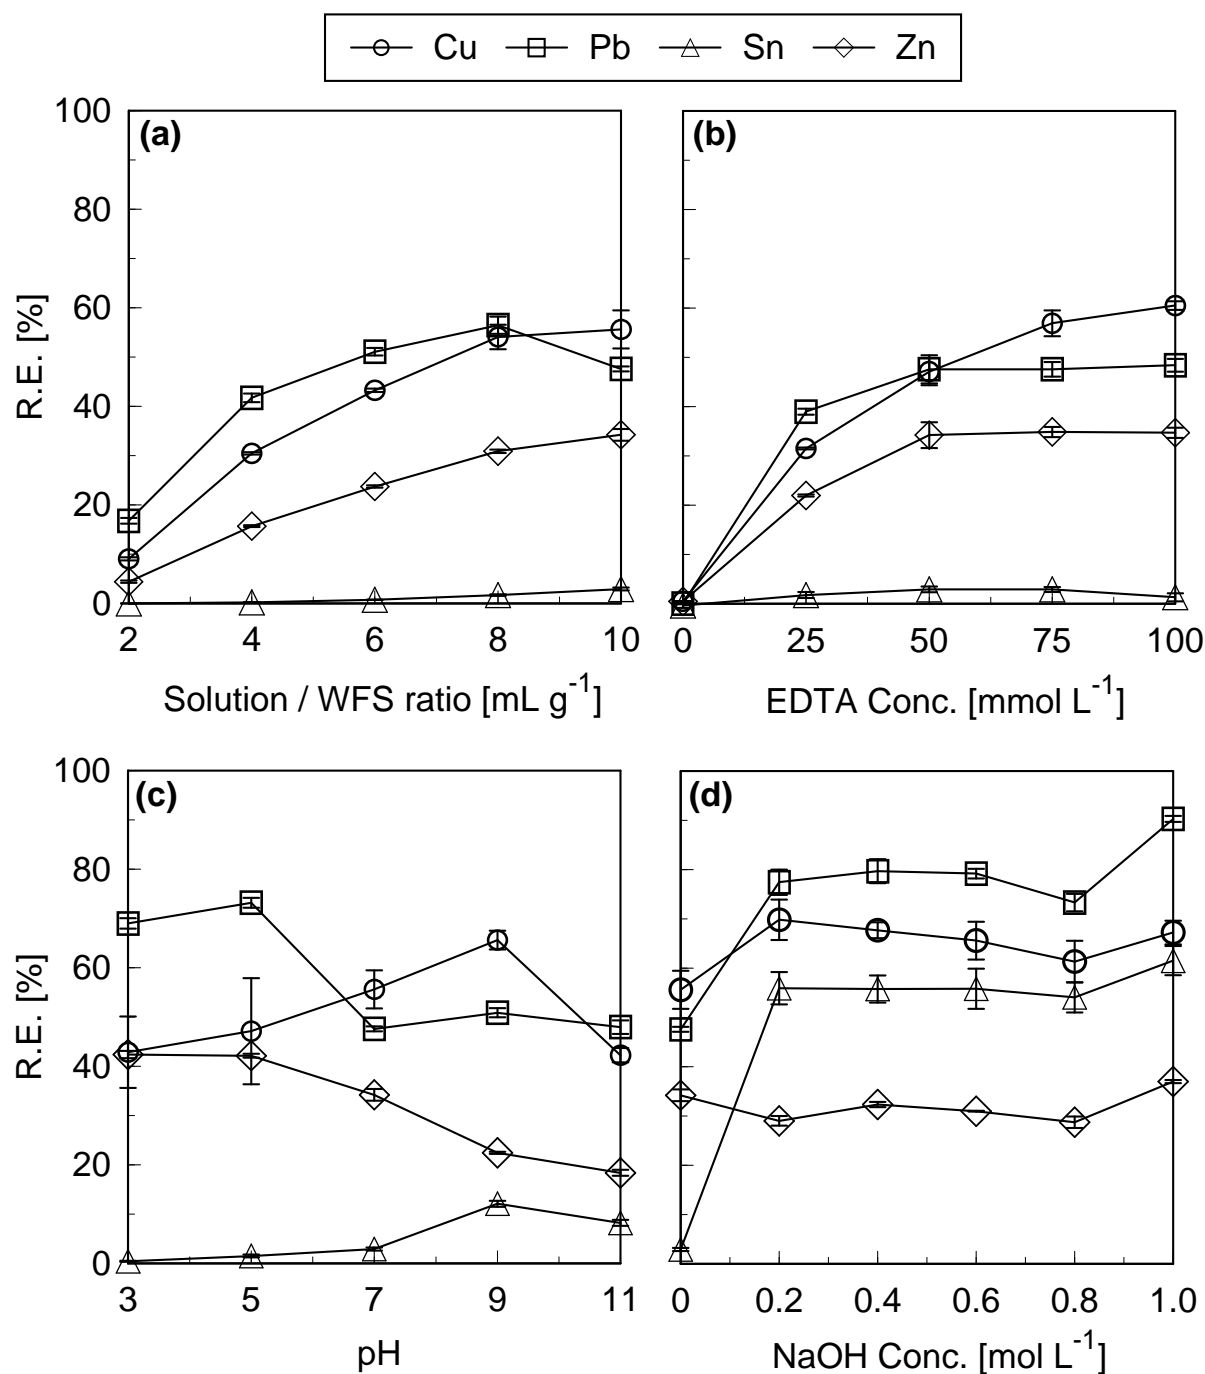 Cu Pb Sn Zn
(a) (b)
100
80
60
40
20
0
R.E. [%]
2 4 6 8 10
0 25 50 75 100
Solution / WFS ratio [mL g⁻¹]
EDTA Conc. [mmol L⁻¹]
(c) (d)
100
80
60
40
20
0
R.E. [%]
3 5 7 9 11
0 0.2 0.4 0.6 0.8 1.0
pH
NaOH Conc. [mol L⁻¹]